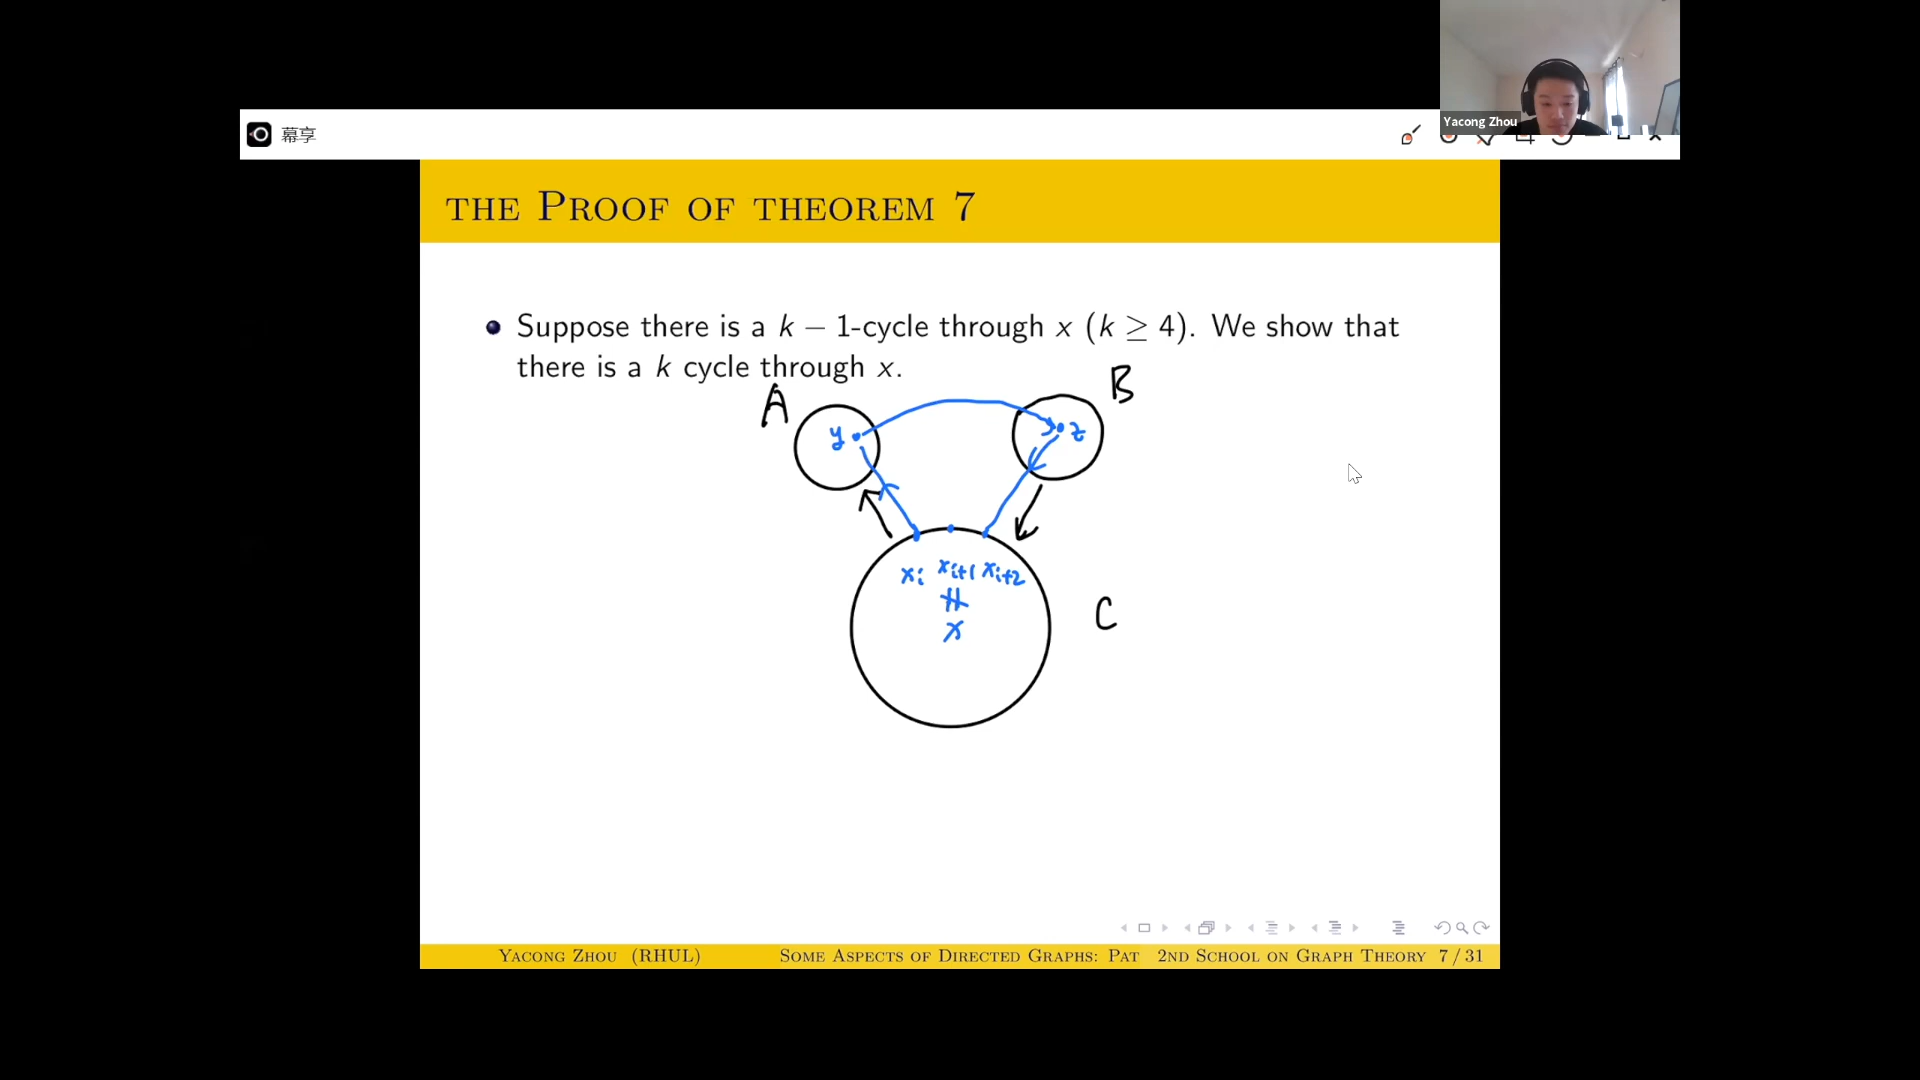 Yacong Zhou
幕享
THE PROOF OF THEOREM 7
Suppose there is a k − 1-cycle through x (k ≥ 4). We show that
there is a k cycle through x.
A
B
y
z
xᵢ xᵢ₊₁ xᵢ₊₂
≠
x
C
YACONG ZHOU (RHUL) SOME ASPECTS OF DIRECTED GRAPHS: PAT 2ND SCHOOL ON GRAPH THEORY 7 / 31